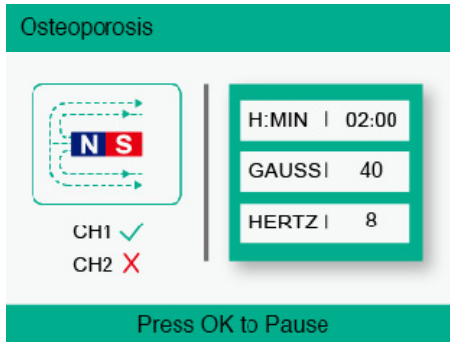 Osteoporosis
N S
CH1 ✓
CH2 X
H:MIN | 02:00
GAUSS| 40
HERTZ | 8
Press OK to Pause